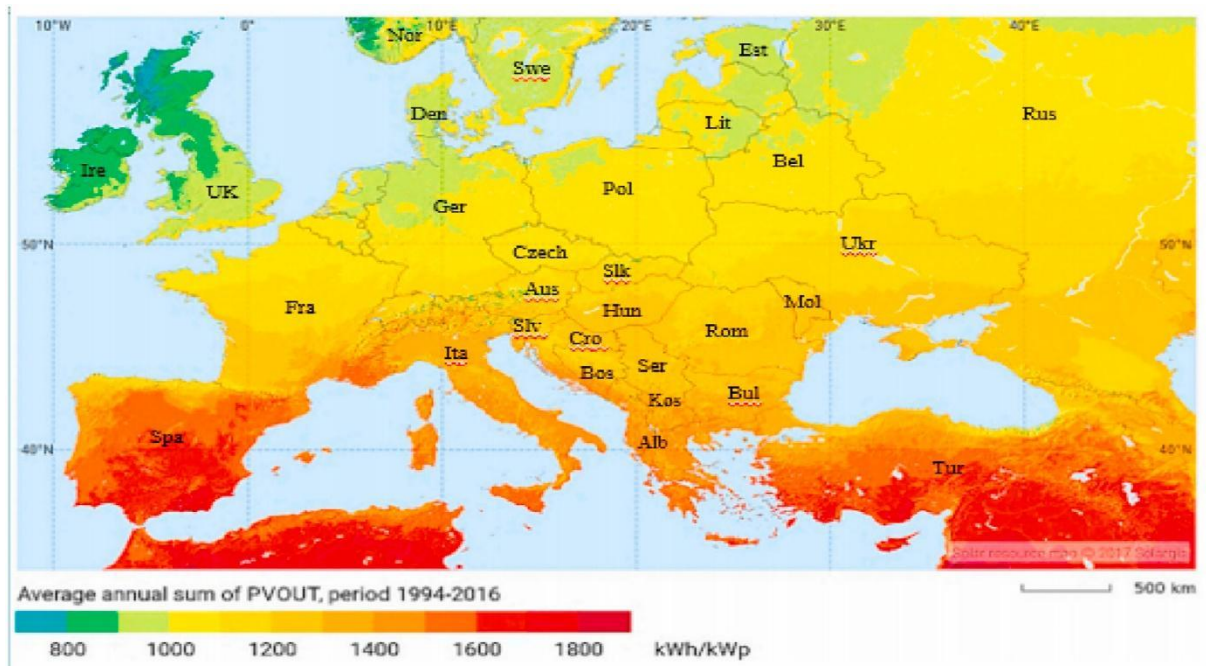 10°W 0° 10°E 20°E 30°E 40°E
Nor
Est
Swe
Den
Rus
Lit
Bel
Ire
Pol
UK
Ger
50°N Ukr 50°N
Czech
Slk
Aus
Mol
Fra
Hun
Slv
Rom
Cro
Ita
Ser
Bos
Bul
Kos
Spa
Alb
40°N 40°N
Tur
Solar resource map © 2017 Solargis
Average annual sum of PVOUT, period 1994-2016
500 km
800 1000 1200 1400 1600 1800 kWh/kWp